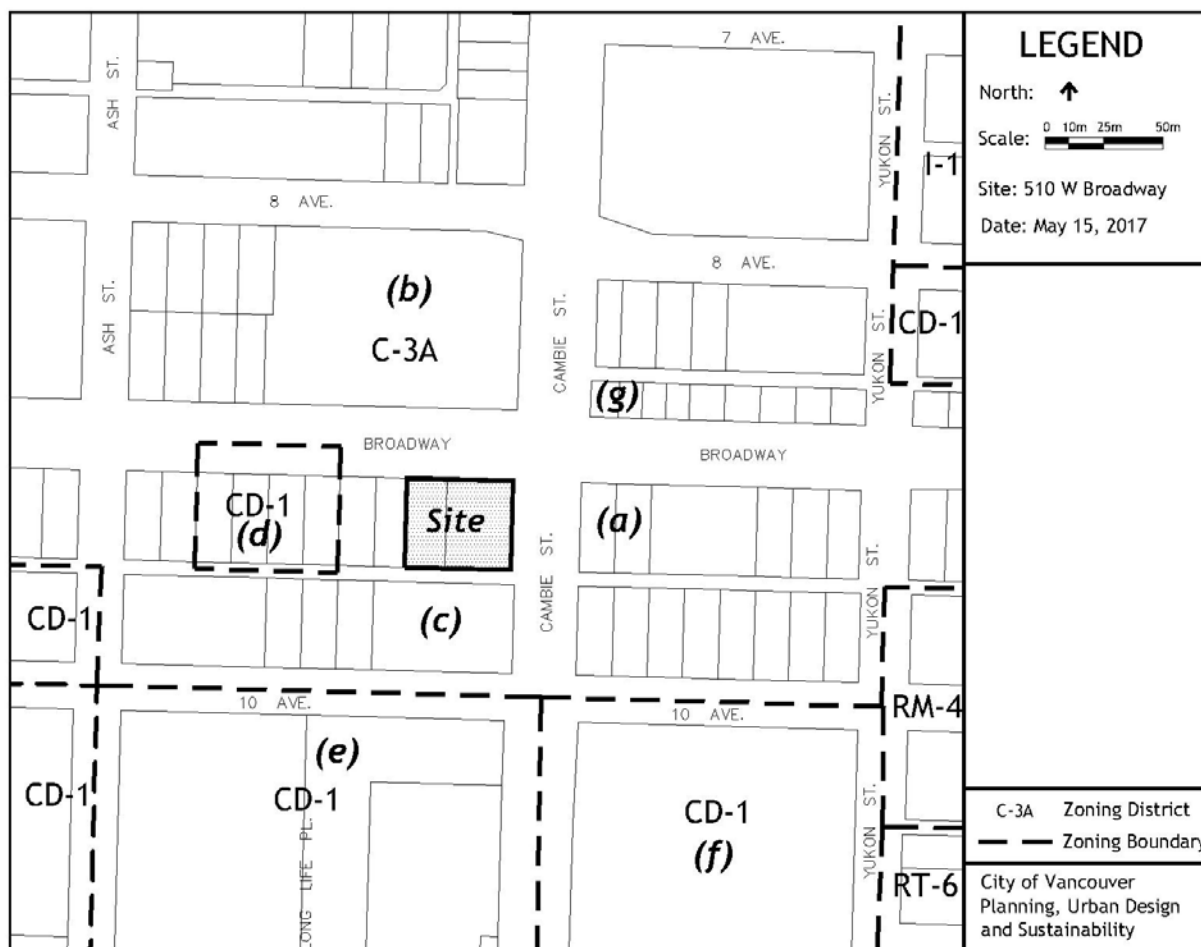 7 AVE.
ASH ST.
YUKON ST.
I-1
8 AVE.
8 AVE.
(b)
C-3A
ASH ST.
CAMBIE ST.
YUKON ST.
CD-1
(g)
BROADWAY
BROADWAY
CD-1
(d)
Site
(a)
CAMBIE ST.
YUKON ST.
CD-1
(c)
10 AVE.
10 AVE.
RM-4
(e)
CD-1
CD-1
LONG LIFE PL.
CD-1
(f)
YUKON ST.
RT-6
LEGEND
North:
Scale: 0 10m 25m 50m
Site: 510 W Broadway
Date: May 15, 2017
C-3A Zoning District
Zoning Boundary
City of Vancouver
Planning, Urban Design
and Sustainability